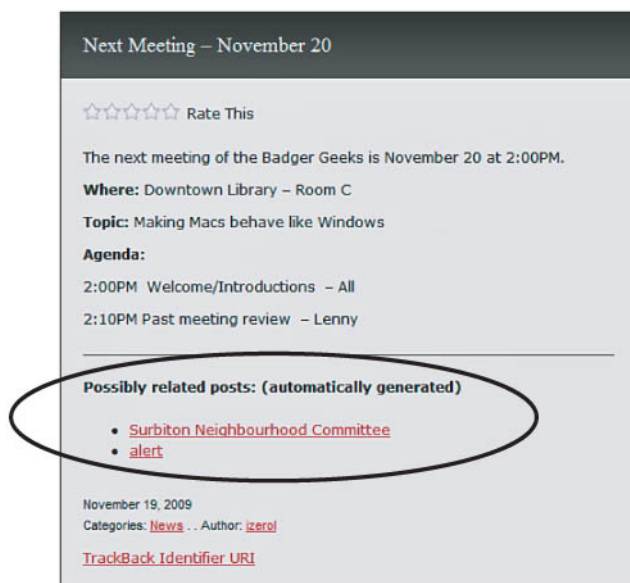 Next Meeting – November 20
Rate This
The next meeting of the Badger Geeks is November 20 at 2:00PM.
Where: Downtown Library – Room C
Topic: Making Macs behave like Windows
Agenda:
2:00PM  Welcome/Introductions  – All
2:10PM Past meeting review  – Lenny
Possibly related posts: (automatically generated)
• Surbiton Neighbourhood Committee
• alert
November 19, 2009
Categories: News . . Author: izerol
TrackBack Identifier URI